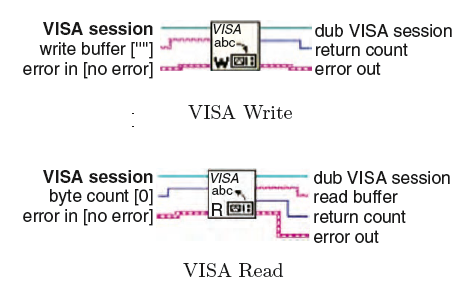 VISA session
write buffer [""]
error in [no error]
VISA
abc
W
dub VISA session
return count
error out
VISA Write
VISA session
byte count [0]
error in [no error]
VISA
abc
R
dub VISA session
read buffer
return count
error out
VISA Read